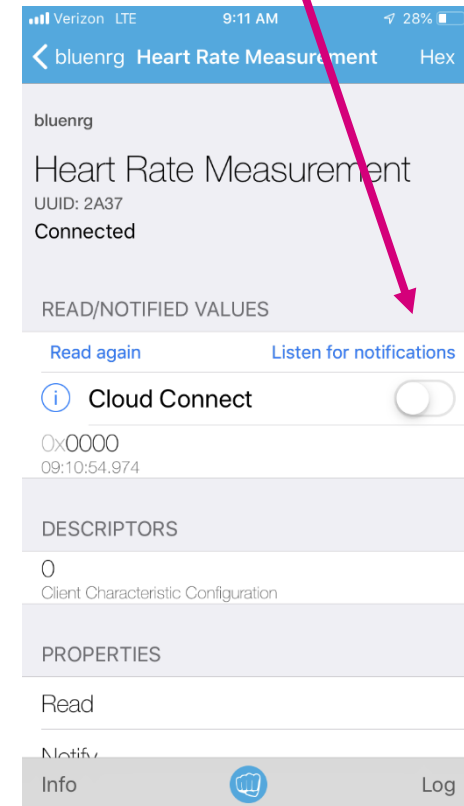 Verizon LTE 9:11 AM 28%
bluenrg Heart Rate Measurement Hex
bluenrg
Heart Rate Measurement
UUID: 2A37
Connected
READ/NOTIFIED VALUES
Read again Listen for notifications
i Cloud Connect
0x0000
09:10:54.974
DESCRIPTORS
0
Client Characteristic Configuration
PROPERTIES
Read
Notify
Info Log